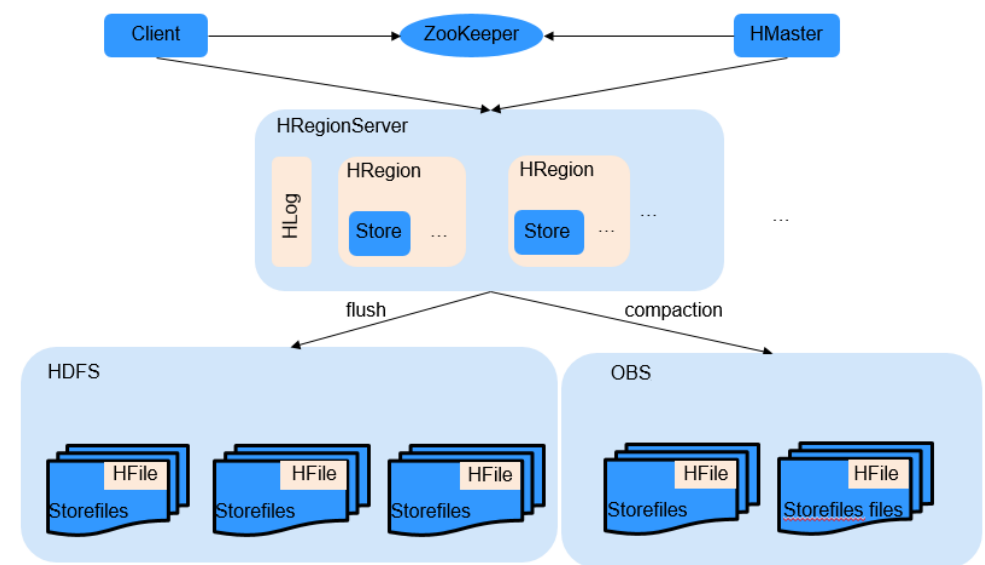 Client
ZooKeeper
HMaster
HRegionServer
HLog
HRegion
Store
...
HRegion
Store
...
...
...
flush
compaction
HDFS
HFile
Storefiles
HFile
Storefiles
HFile
Storefiles
OBS
HFile
Storefiles
HFile
Storefiles files